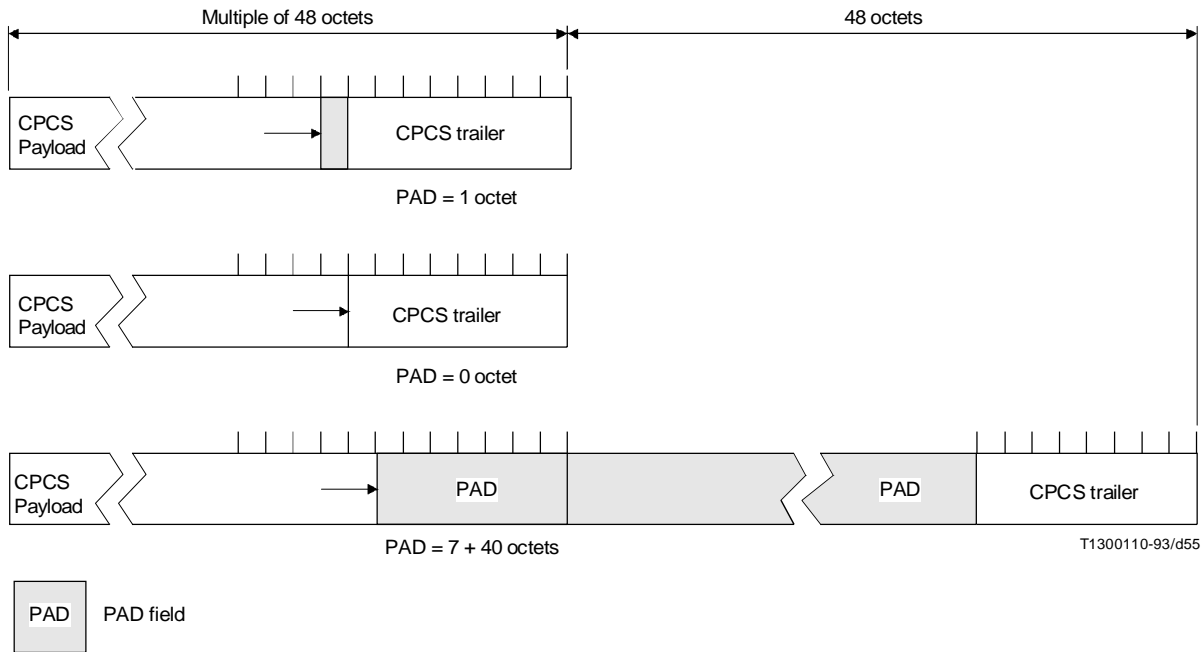 Multiple of 48 octets
48 octets
CPCS
Payload
CPCS trailer
PAD = 1 octet
CPCS
Payload
CPCS trailer
PAD = 0 octet
CPCS
Payload
PAD
PAD
CPCS trailer
PAD = 7 + 40 octets
T1300110-93/d55
PAD
PAD field